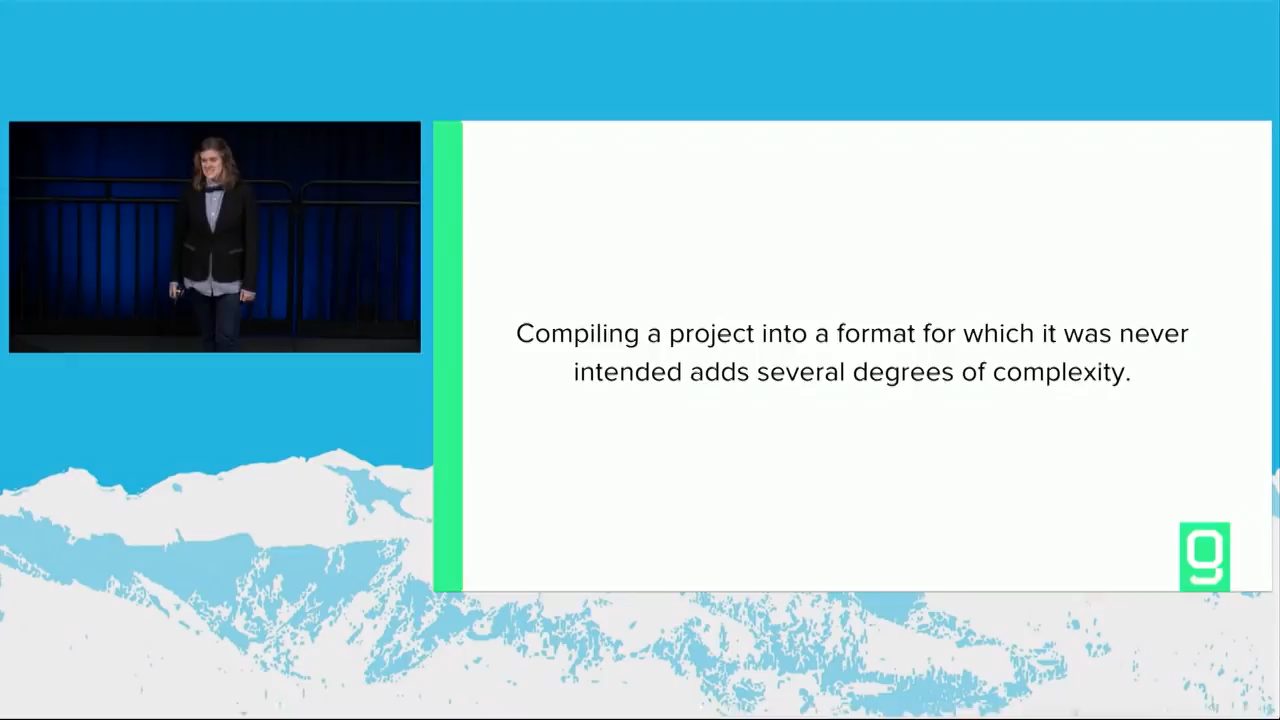 Compiling a project into a format for which it was never
intended adds several degrees of complexity.
g